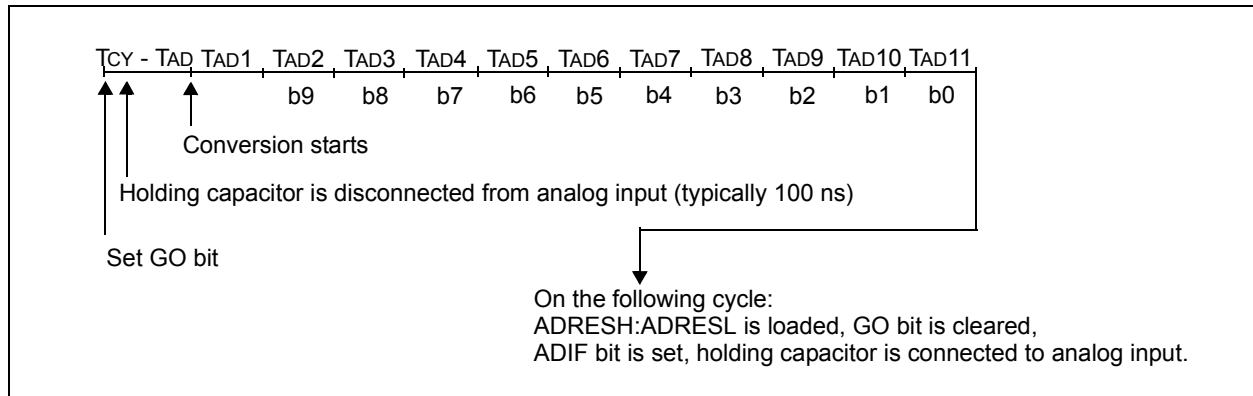 TCY - TAD TAD1 TAD2 TAD3 TAD4 TAD5 TAD6 TAD7 TAD8 TAD9 TAD10 TAD11
b9 b8 b7 b6 b5 b4 b3 b2 b1 b0
Conversion starts
Holding capacitor is disconnected from analog input (typically 100 ns)
Set GO bit
On the following cycle:
ADRESH:ADRESL is loaded, GO bit is cleared,
ADIF bit is set, holding capacitor is connected to analog input.